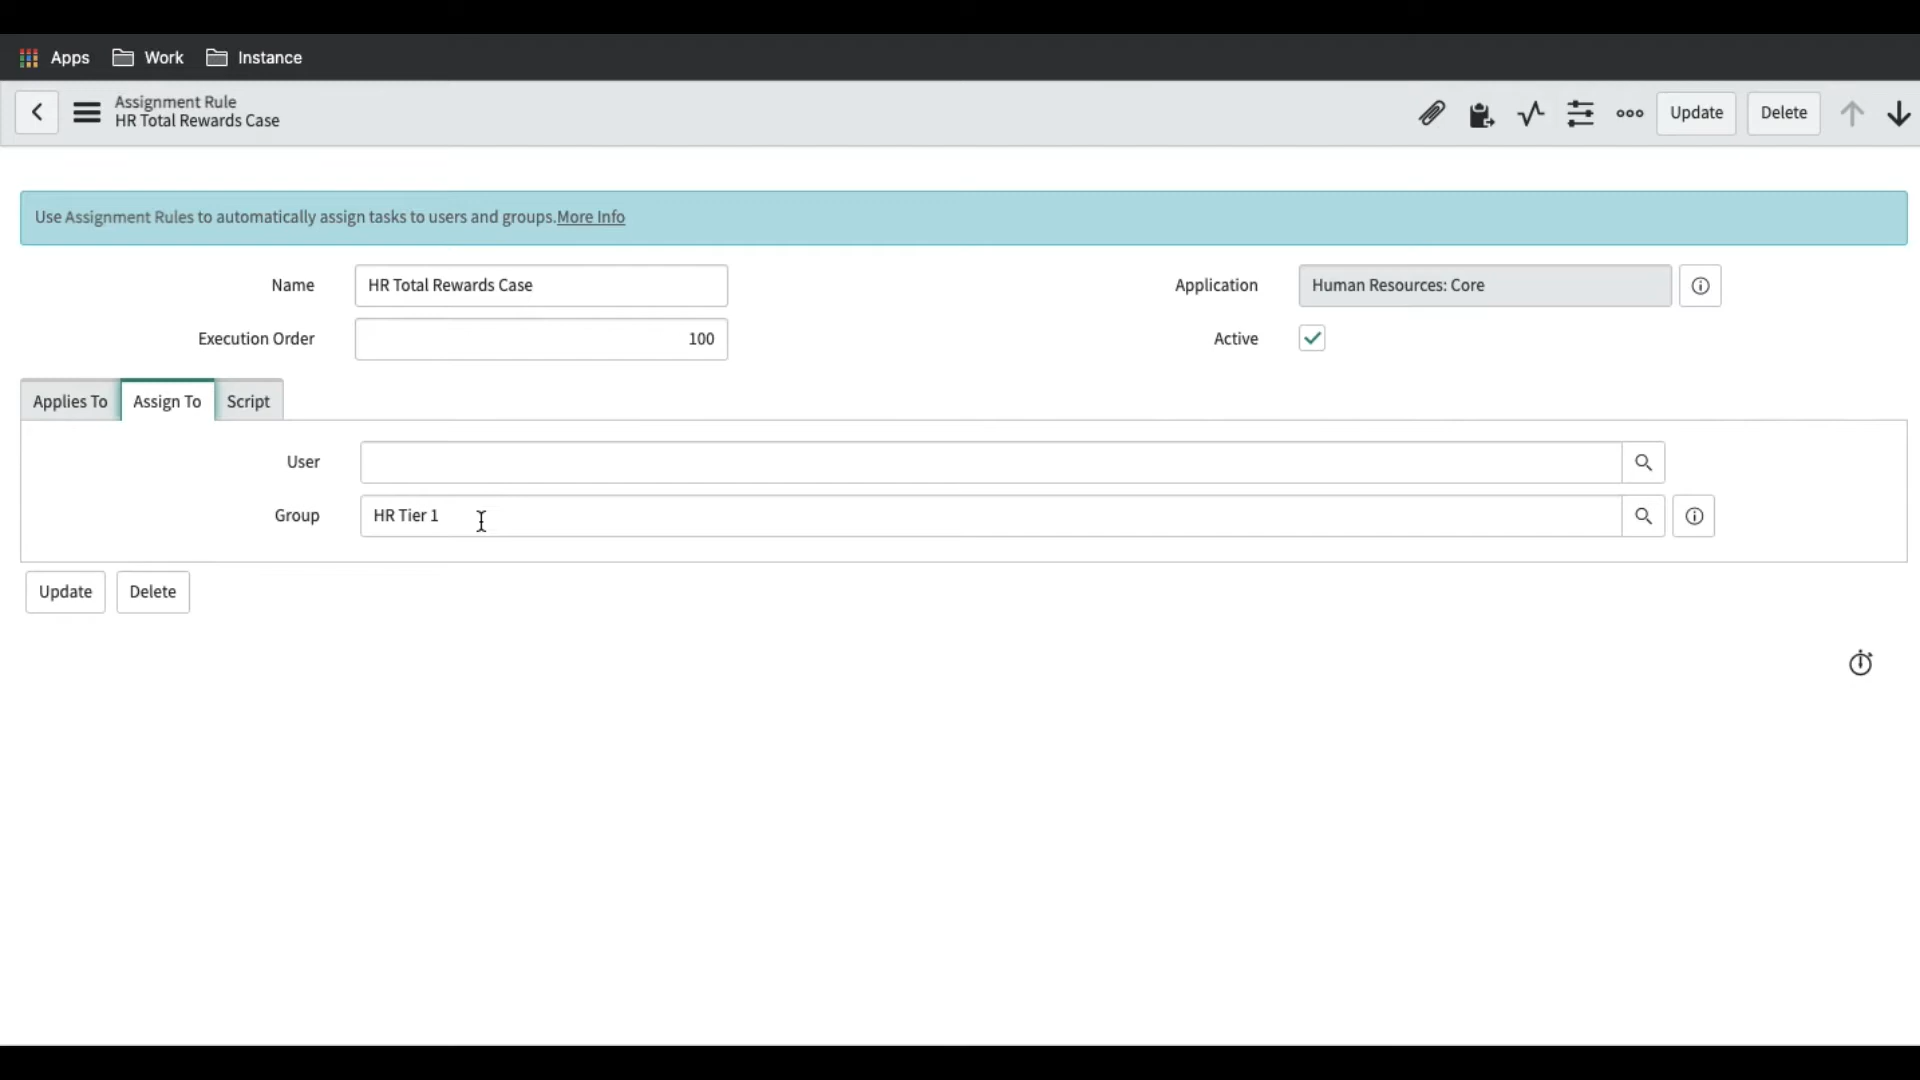 Apps Work Instance
Assignment Rule
HR Total Rewards Case
Update Delete
Use Assignment Rules to automatically assign tasks to users and groups.More Info
Name HR Total Rewards Case Application Human Resources: Core
Execution Order 100 Active
Applies To Assign To Script
User
Group HR Tier 1
Update Delete